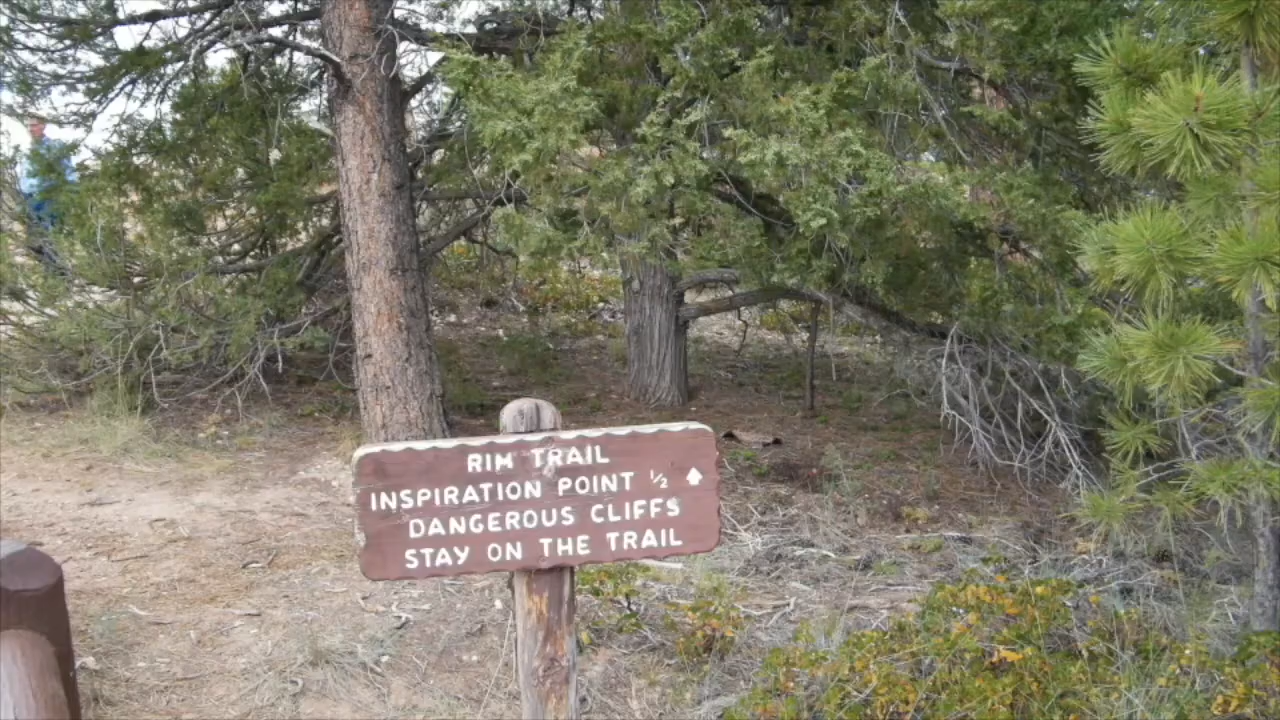 RIM TRAIL
INSPIRATION POINT ½
DANGEROUS CLIFFS
STAY ON THE TRAIL